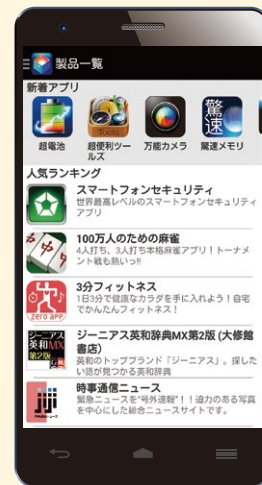 製品一覧
新着アプリ
Tools
驚速
超電池
超便利ツー
ルズ
万能カメラ
驚速メモリ
人気ランキング
スマートフォンセキュリティ
世界最高レベルのスマートフォンセキュリティ
アプリ
100万人のための麻雀
4人打ち、3人打ち本格麻雀アプリ！トーナメ
ント戦も熱いっ!!
3分フィットネス
1日3分で健康なカラダを手に入れよう！自宅
でかんたんフィットネス！
ZERO APP
ジーニアス英和辞典MX第2版 (大修館
書店)
英和のトップブランド「ジーニアス」。探した
い語が見つかる英和辞典
ジーニアス
英和MX
第2版
時事通信ニュース
緊急ニュースを"号外速報"！！迫力のある写真
を中心にした総合ニュースサイトです。
jiji